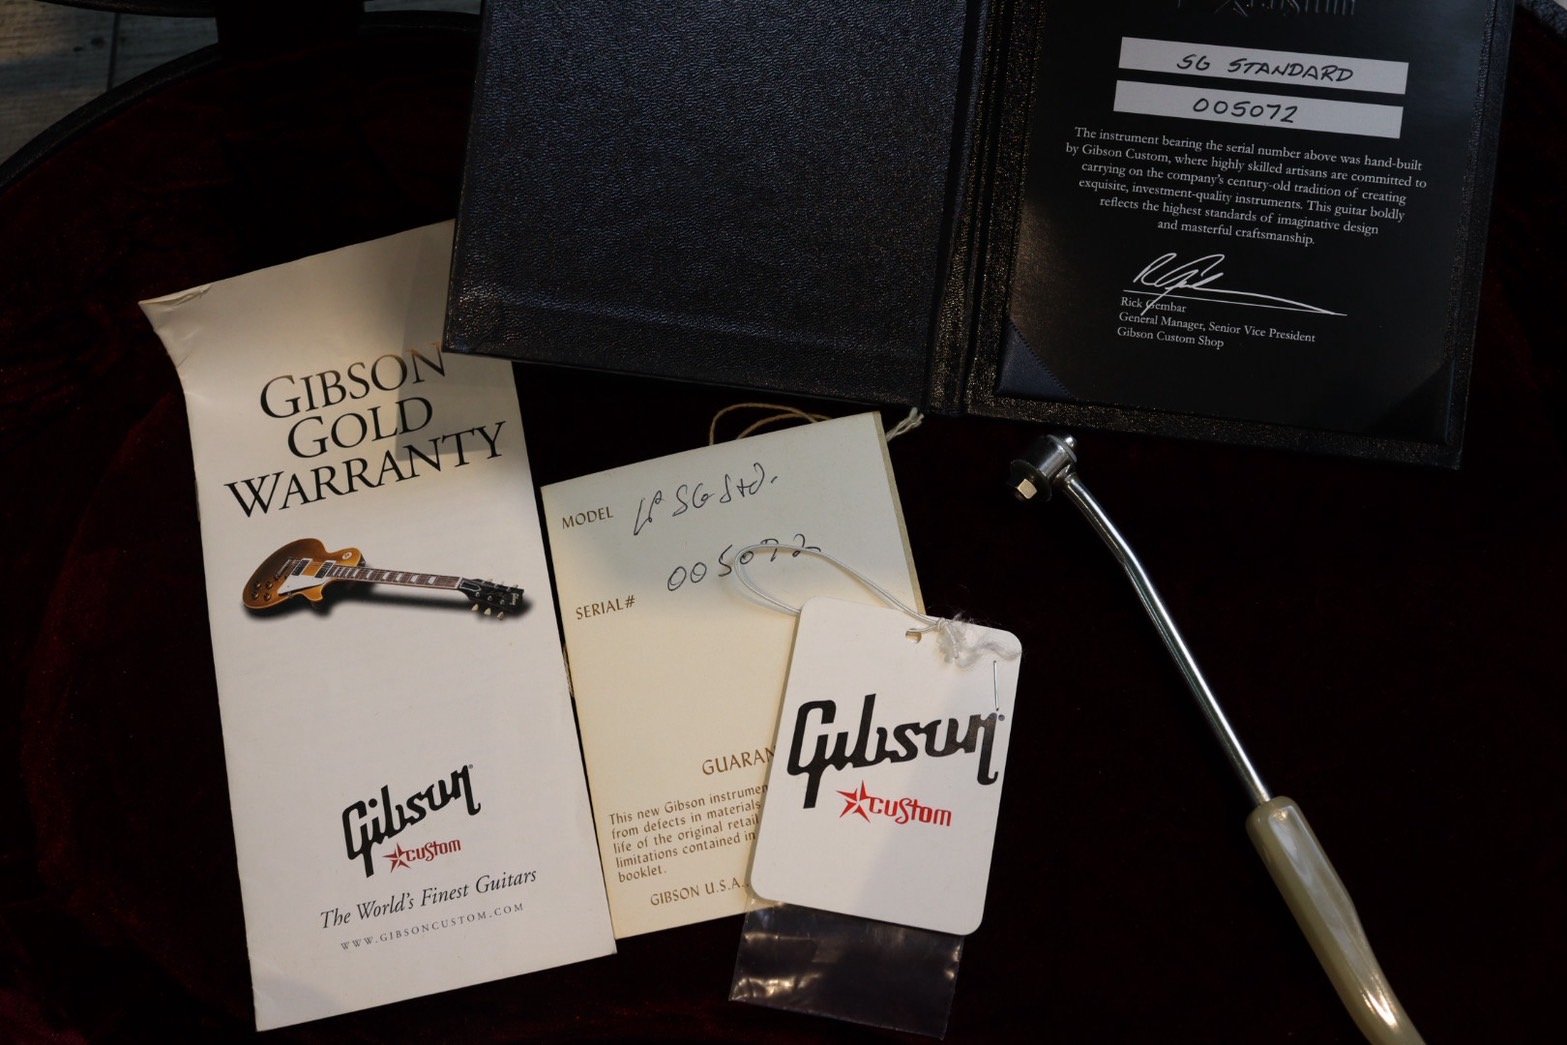 custom
SG STANDARD
005072
The instrument bearing the serial number above was hand-built
by Gibson Custom, where highly skilled artisans are committed to
carrying on the company's century-old tradition of creating
exquisite, investment-quality instruments. This guitar boldly
reflects the highest standards of imaginative design
and masterful craftsmanship.
Rick Gembar
General Manager, Senior Vice President
Gibson Custom Shop
GIBSON
GOLD
WARRANTY
Gibson
custom
The World's Finest Guitars
WWW.GIBSONCUSTOM.COM
MODEL SG Std.
005072
SERIAL#
GUARAN
This new Gibson instrumen
from defects in materials
life of the original retail
limitations contained in
booklet.
GIBSON U.S.A.
Gibson
custom